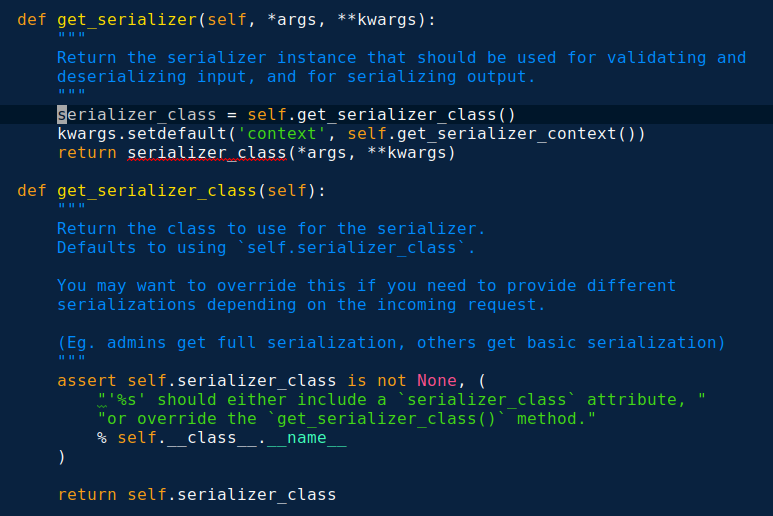 def get_serializer(self, *args, **kwargs):
    """
    Return the serializer instance that should be used for validating and
    deserializing input, and for serializing output.
    """
    serializer_class = self.get_serializer_class()
    kwargs.setdefault('context', self.get_serializer_context())
    return serializer_class(*args, **kwargs)

def get_serializer_class(self):
    """
    Return the class to use for the serializer.
    Defaults to using `self.serializer_class`.

    You may want to override this if you need to provide different
    serializations depending on the incoming request.

    (Eg. admins get full serialization, others get basic serialization)
    """
    assert self.serializer_class is not None, (
        "'%s' should either include a `serializer_class` attribute, "
        "or override the `get_serializer_class()` method."
        % self.__class__.__name__
    )

    return self.serializer_class